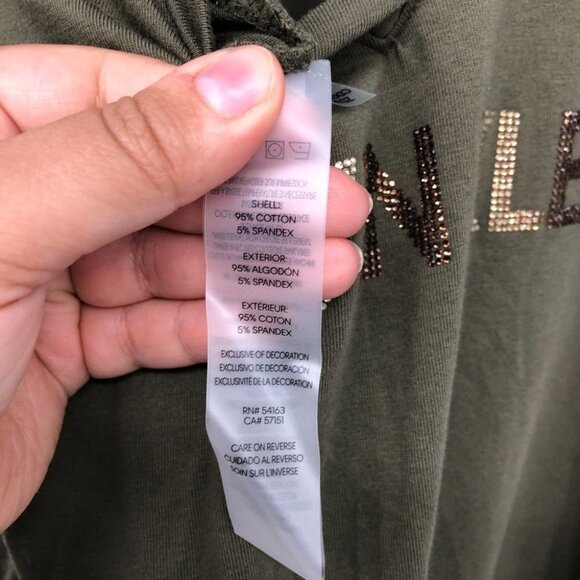 SHELL:
95% COTTON
5% SPANDEX
EXTERIOR:
95% ALGODÓN
5% SPANDEX
EXTÉRIEUR:
95% COTON
5% SPANDEX
EXCLUSIVE OF DECORATION
EXCLUSIVO DE DECORACIÓN
EXCLUSIVITÉ DE LA DÉCORATION
RN# 54163
CA# 57151
CARE ON REVERSE
CUIDADO AL REVERSO
SOIN SUR L'INVERSE
N LE